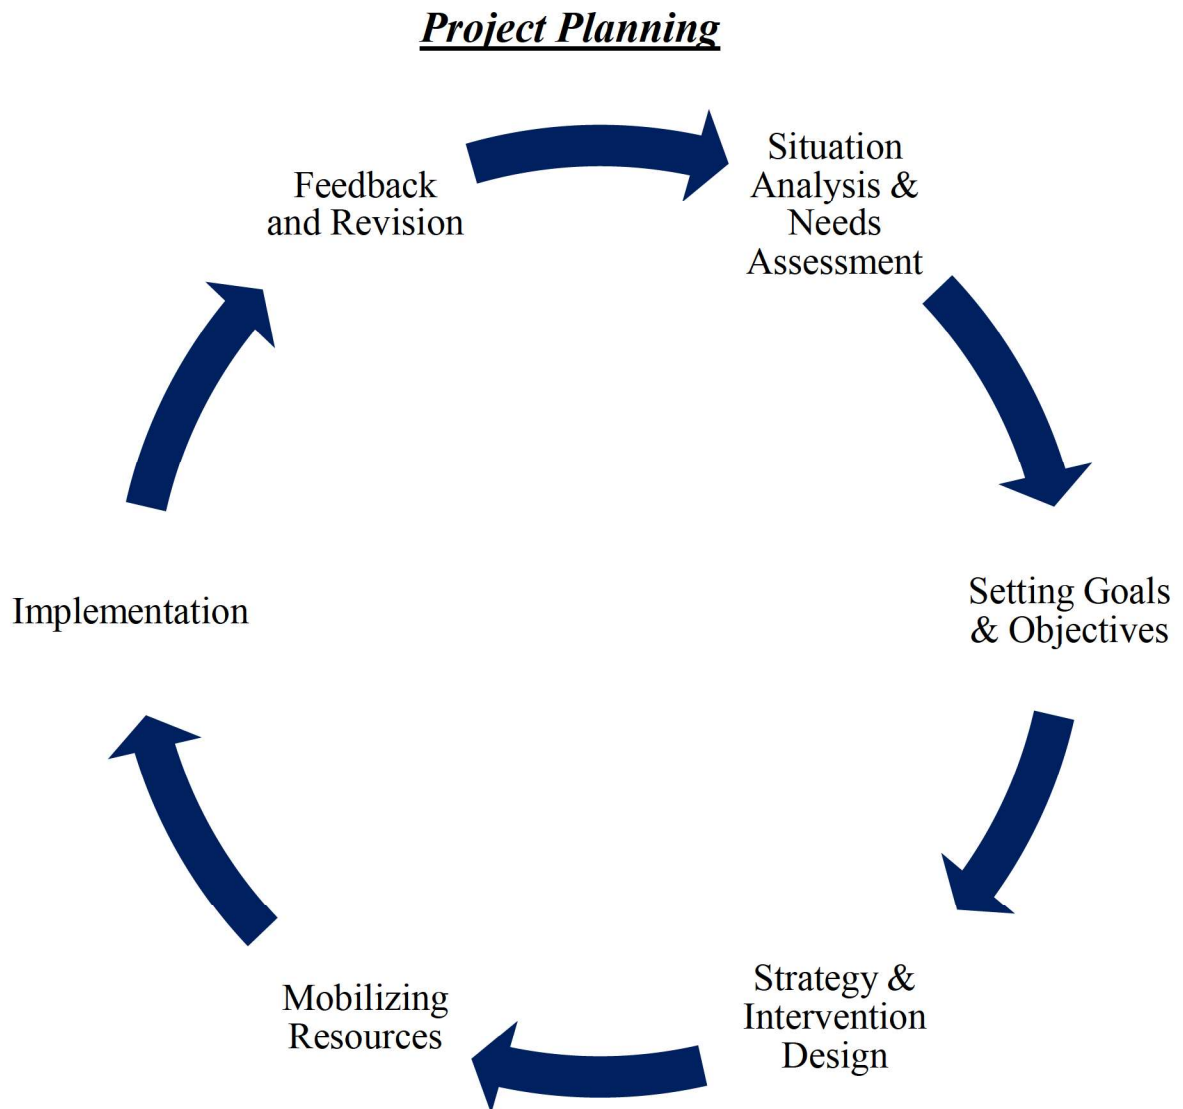 Project Planning
Situation
Analysis &
Needs
Assessment
Setting Goals
& Objectives
Strategy &
Intervention
Design
Mobilizing
Resources
Implementation
Feedback
and Revision